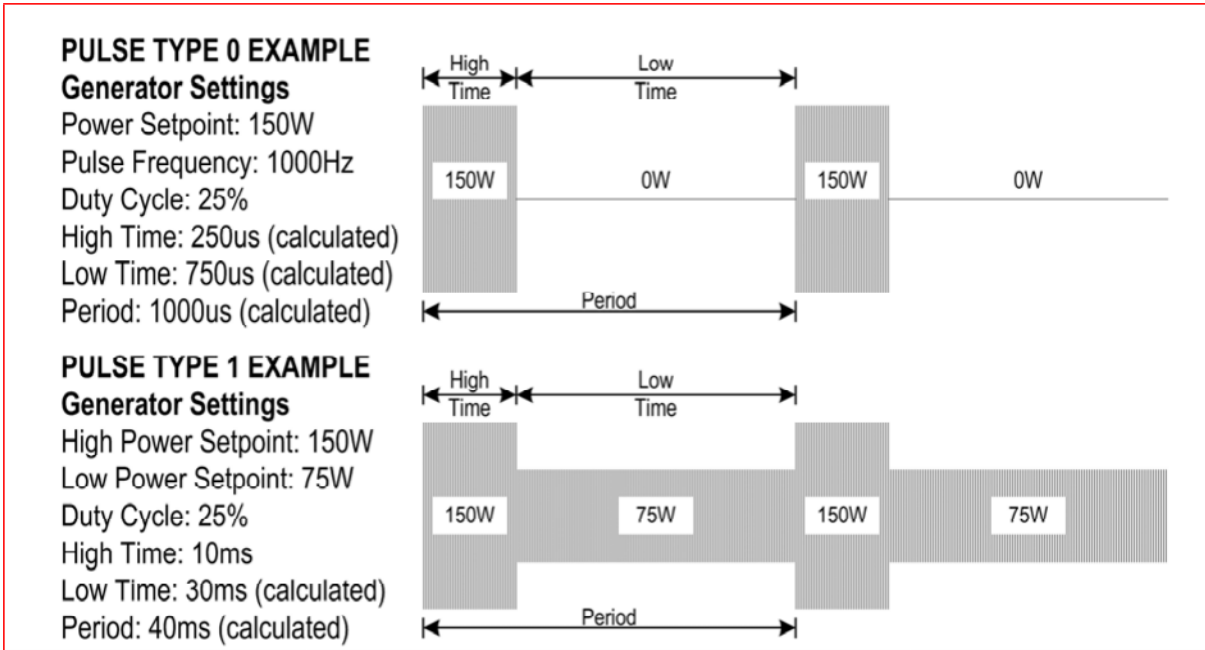 PULSE TYPE 0 EXAMPLE
Generator Settings
Power Setpoint: 150W
Pulse Frequency: 1000Hz
Duty Cycle: 25%
High Time: 250us (calculated)
Low Time: 750us (calculated)
Period: 1000us (calculated)
High Time
Low Time
150W
0W
150W
0W
Period
PULSE TYPE 1 EXAMPLE
Generator Settings
High Power Setpoint: 150W
Low Power Setpoint: 75W
Duty Cycle: 25%
High Time: 10ms
Low Time: 30ms (calculated)
Period: 40ms (calculated)
High Time
Low Time
150W
75W
150W
75W
Period